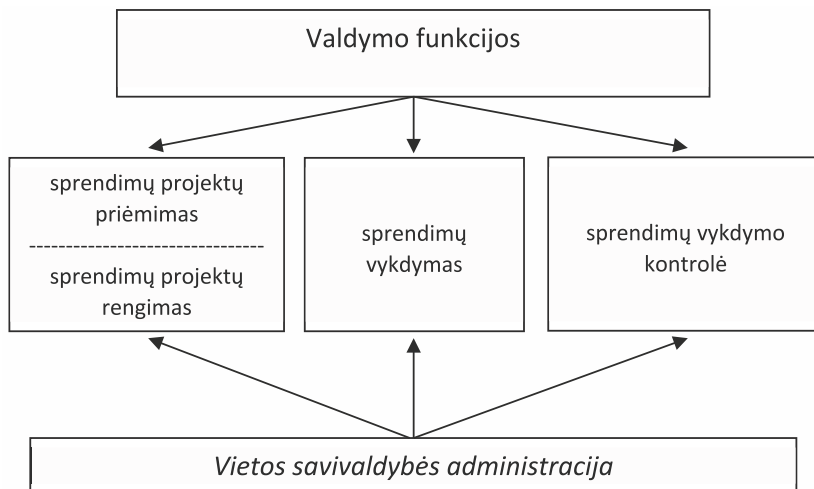 Valdymo funkcijos
sprendimų projektų
priėmimas
--------------------------------
sprendimų projektų
rengimas
sprendimų
vykdymas
sprendimų vykdymo
kontrolė
Vietos savivaldybės administracija